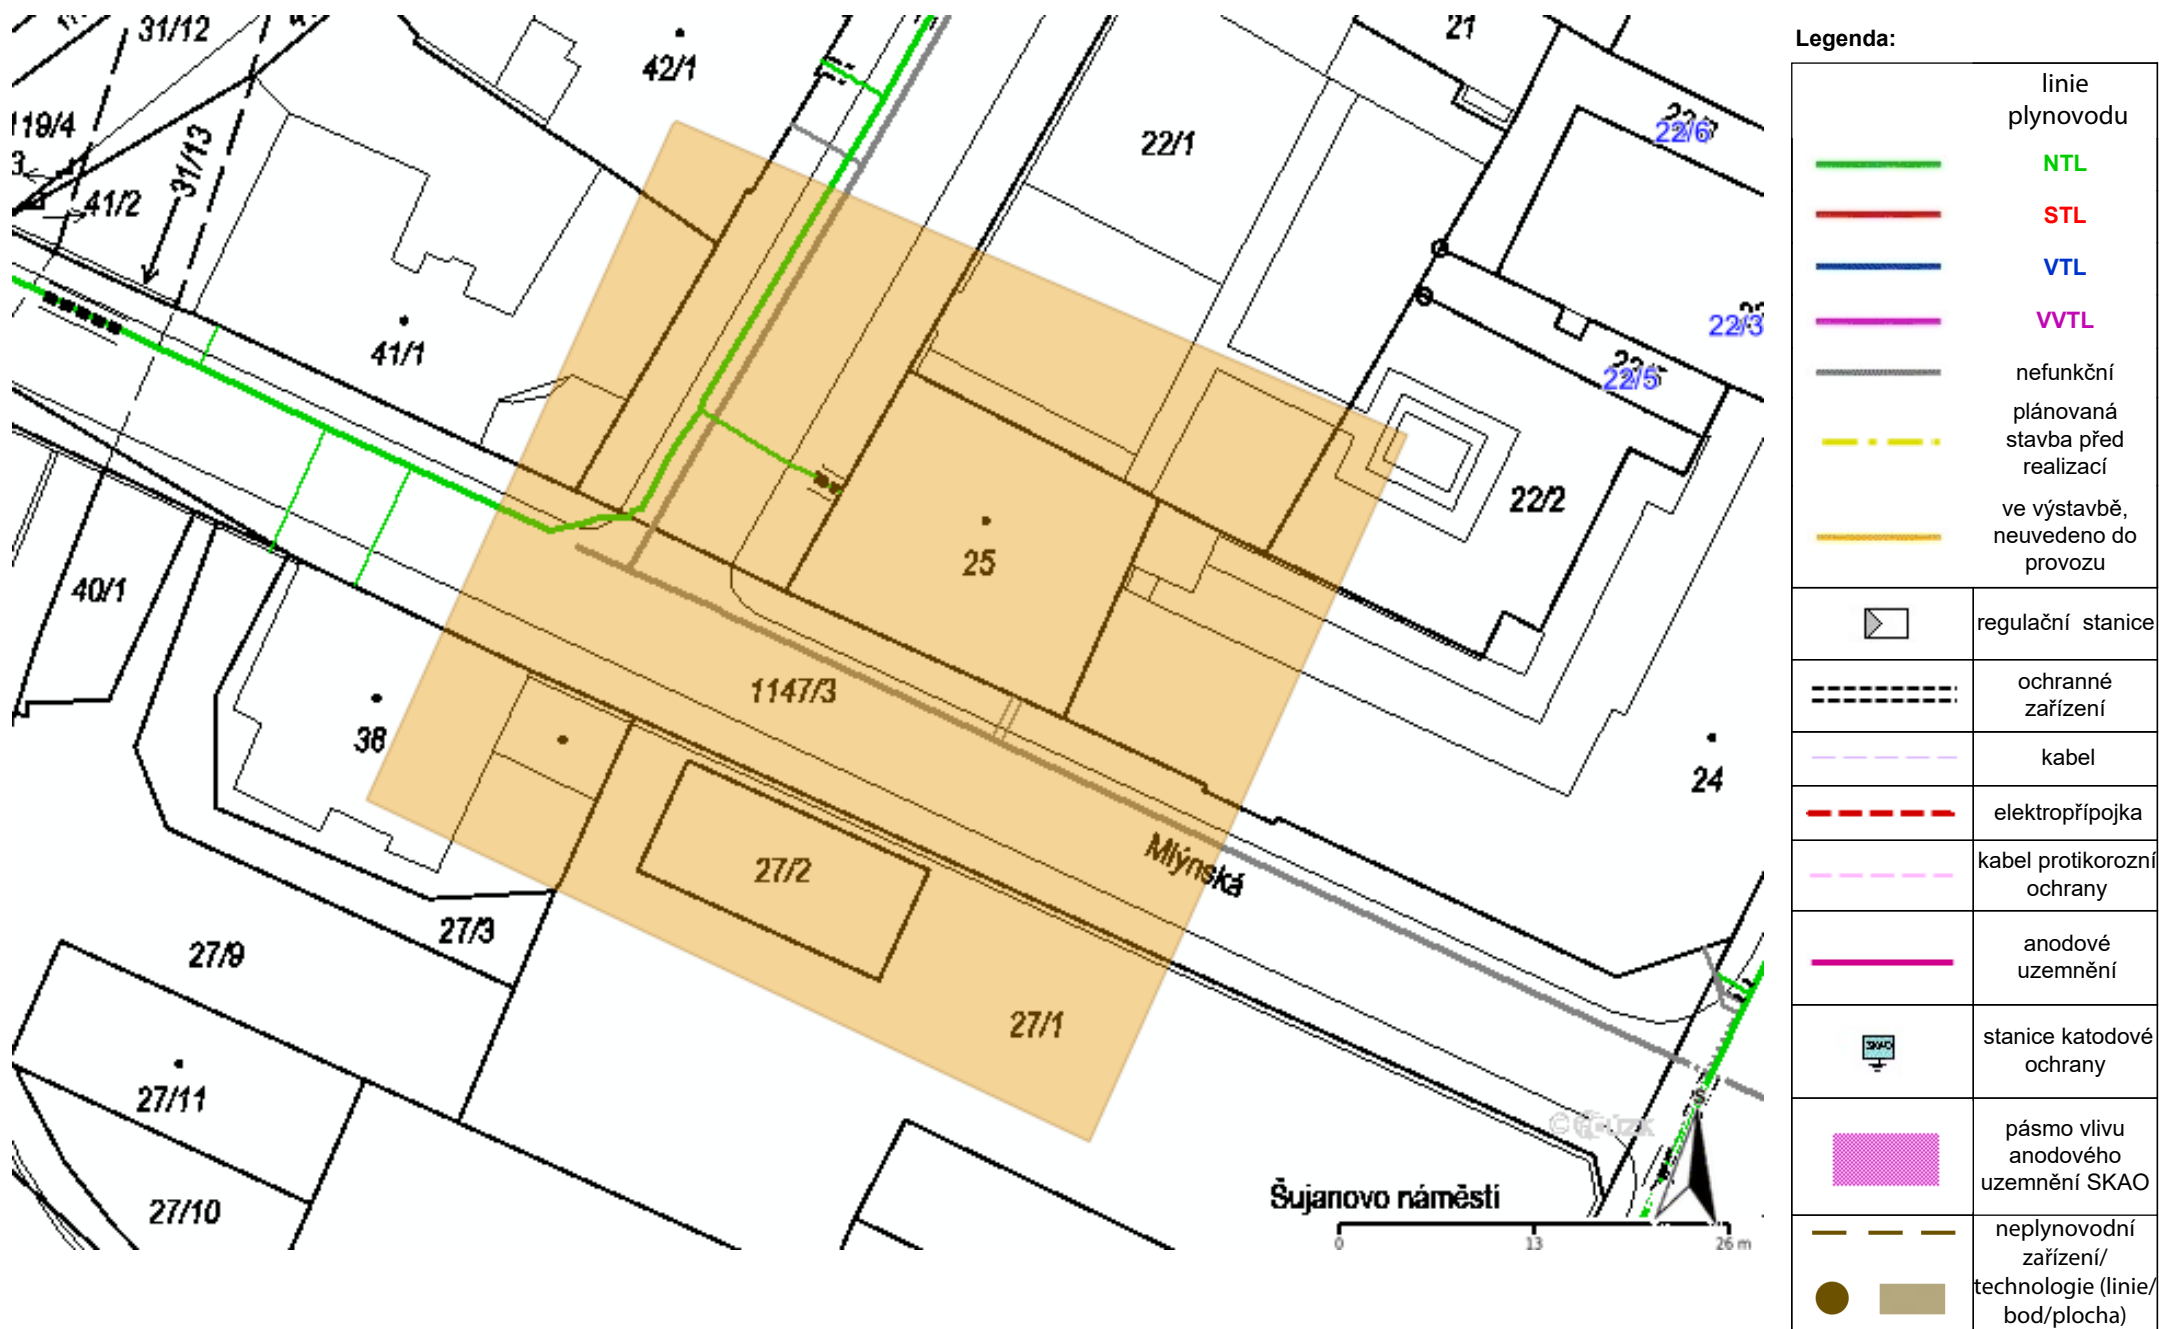 31/12
42/1
21
119/4
31/13
41/2
22/1
22/6
22/3
41/1
22/5
22/2
25
40/1
1147/3
38
24
Mlýnská
27/2
27/3
27/9
27/1
27/11
27/10
Šujanovo náměstí
0 13 26 m
Legenda:
linie
plynovodu
NTL
STL
VTL
VVTL
nefunkční
plánovaná
stavba před
realizací
ve výstavbě,
neuvedeno do
provozu
regulační stanice
ochranné
zařízení
kabel
elektropřípojka
kabel protikorozní
ochrany
anodové
uzemnění
SKAO
stanice katodové
ochrany
pásmo vlivu
anodového
uzemnění SKAO
neplynovodní
zařízení/
technologie (linie/
bod/plocha)